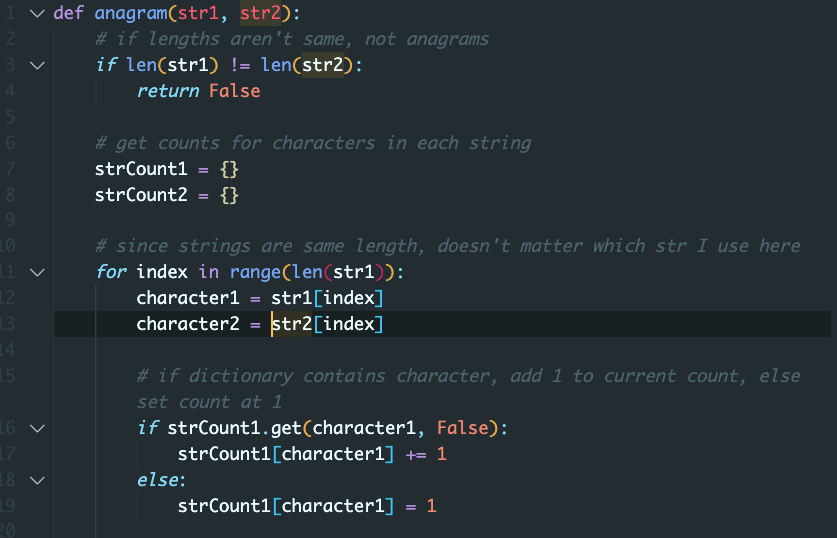 1 def anagram(str1, str2):
2 # if lengths aren't same, not anagrams
3 if len(str1) != len(str2):
4 return False
5
6 # get counts for characters in each string
7 strCount1 = {}
8 strCount2 = {}
9
10 # since strings are same length, doesn't matter which str I use here
11 for index in range(len(str1)):
12 character1 = str1[index]
13 character2 = str2[index]
14
15 # if dictionary contains character, add 1 to current count, else
set count at 1
16 if strCount1.get(character1, False):
17 strCount1[character1] += 1
18 else:
19 strCount1[character1] = 1
20